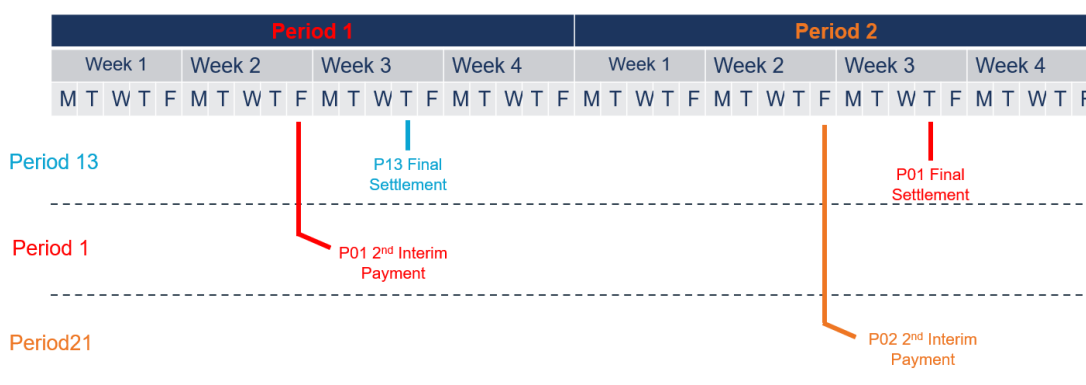 Period 1 Period 2
Week 1 Week 2 Week 3 Week 4 Week 1 Week 2 Week 3 Week 4
M T W T F M T W T F M T W T F M T W T F M T W T F M T W T F M T W T F M T W T F
Period 13
P13 Final
Settlement
P01 Final
Settlement
Period 1
P01 2nd Interim
Payment
Period21
P02 2nd Interim
Payment